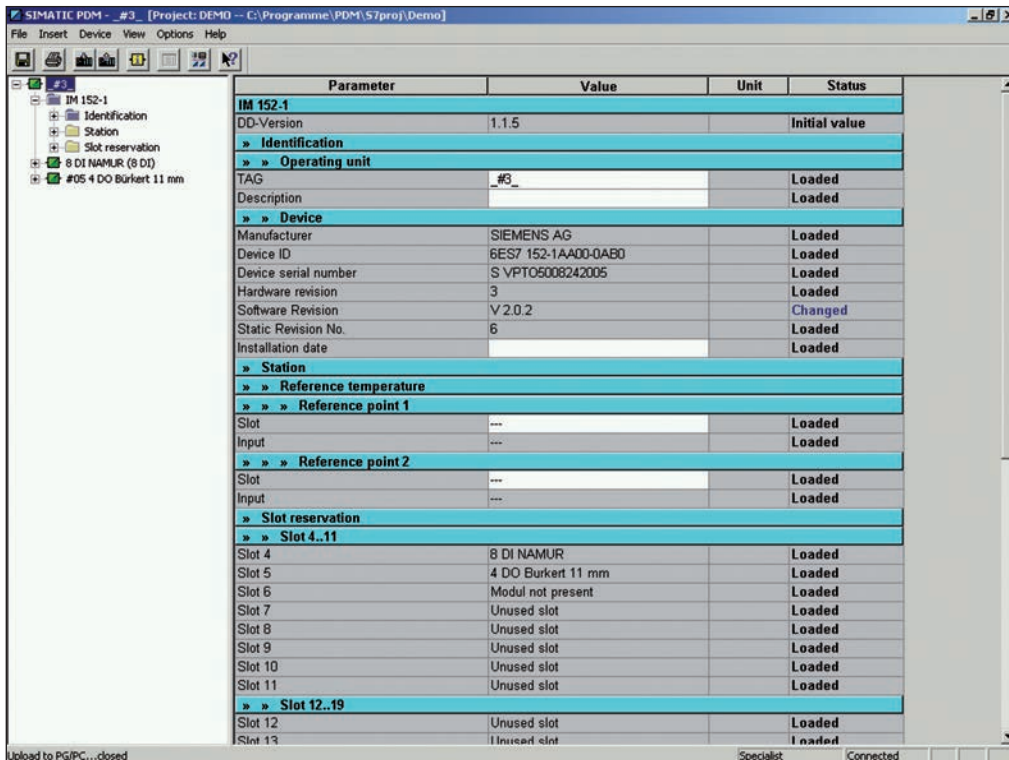 SIMATIC PDM - _#3_ [Project: DEMO -- C:\Programme\PDM\S7proj\Demo]
File Insert Device View Options Help
_#3_
IM 152-1
Identification
Station
Slot reservation
8 DI NAMUR (8 DI)
#05 4 DO Bürkert 11 mm
Parameter Value Unit Status
IM 152-1
DD-Version 1.1.5 Initial value
» Identification
» » Operating unit
TAG _#3_ Loaded
Description Loaded
» » Device
Manufacturer SIEMENS AG Loaded
Device ID 6ES7 152-1AA00-0AB0 Loaded
Device serial number S VPTO5008242005 Loaded
Hardware revision 3 Loaded
Software Revision V 2.0.2 Changed
Static Revision No. 6 Loaded
Installation date Loaded
» Station
» » Reference temperature
» » » Reference point 1
Slot --- Loaded
Input --- Loaded
» » » Reference point 2
Slot --- Loaded
Input --- Loaded
» Slot reservation
» » Slot 4..11
Slot 4 8 DI NAMUR Loaded
Slot 5 4 DO Burkert 11 mm Loaded
Slot 6 Modul not present Loaded
Slot 7 Unused slot Loaded
Slot 8 Unused slot Loaded
Slot 9 Unused slot Loaded
Slot 10 Unused slot Loaded
Slot 11 Unused slot Loaded
» » Slot 12..19
Slot 12 Unused slot Loaded
Slot 13 Unused slot Loaded
Upload to PG/PC...closed Specialist Connected